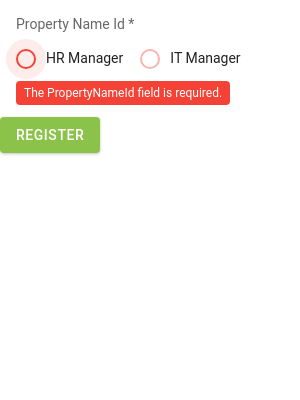 Property Name Id *
HR Manager IT Manager
The PropertyNameId field is required.
REGISTER